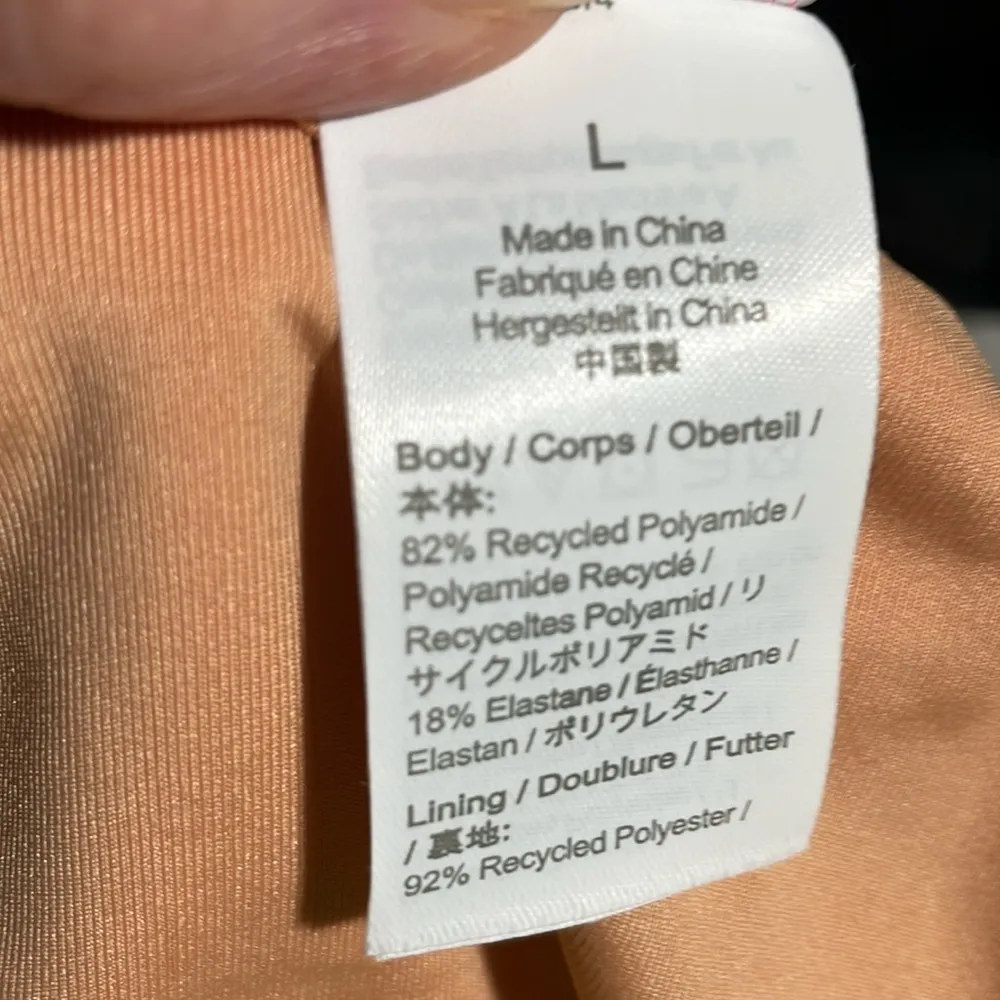 L
Made in China
Fabriqué en Chine
Hergestellt in China
中国製
Body / Corps / Oberteil /
本体:
82% Recycled Polyamide /
Polyamide Recyclé /
Recyceltes Polyamid / リ
サイクルポリアミド
18% Elastane / Élasthanne /
Elastan / ポリウレタン
Lining / Doublure / Futter
/ 裏地:
92% Recycled Polyester /